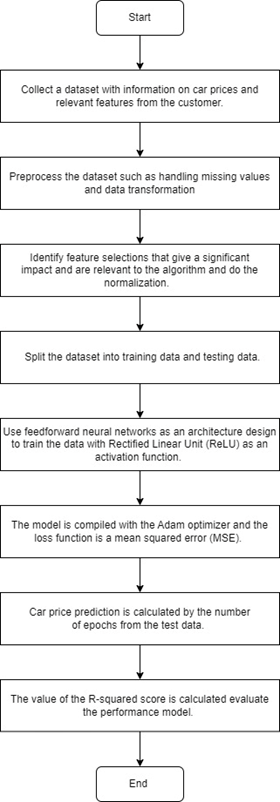 Start
Collect a dataset with information on car prices and
relevant features from the customer.
Preprocess the dataset such as handling missing values
and data transformation
Identify feature selections that give a significant
impact and are relevant to the algorithm and do the
normalization.
Split the dataset into training data and testing data.
Use feedforward neural networks as an architecture design
to train the data with Rectified Linear Unit (ReLU) as an
activation function.
The model is compiled with the Adam optimizer and the
loss function is a mean squared error (MSE).
Car price prediction is calculated by the number
of epochs from the test data.
The value of the R-squared score is calculated evaluate
the performance model.
End